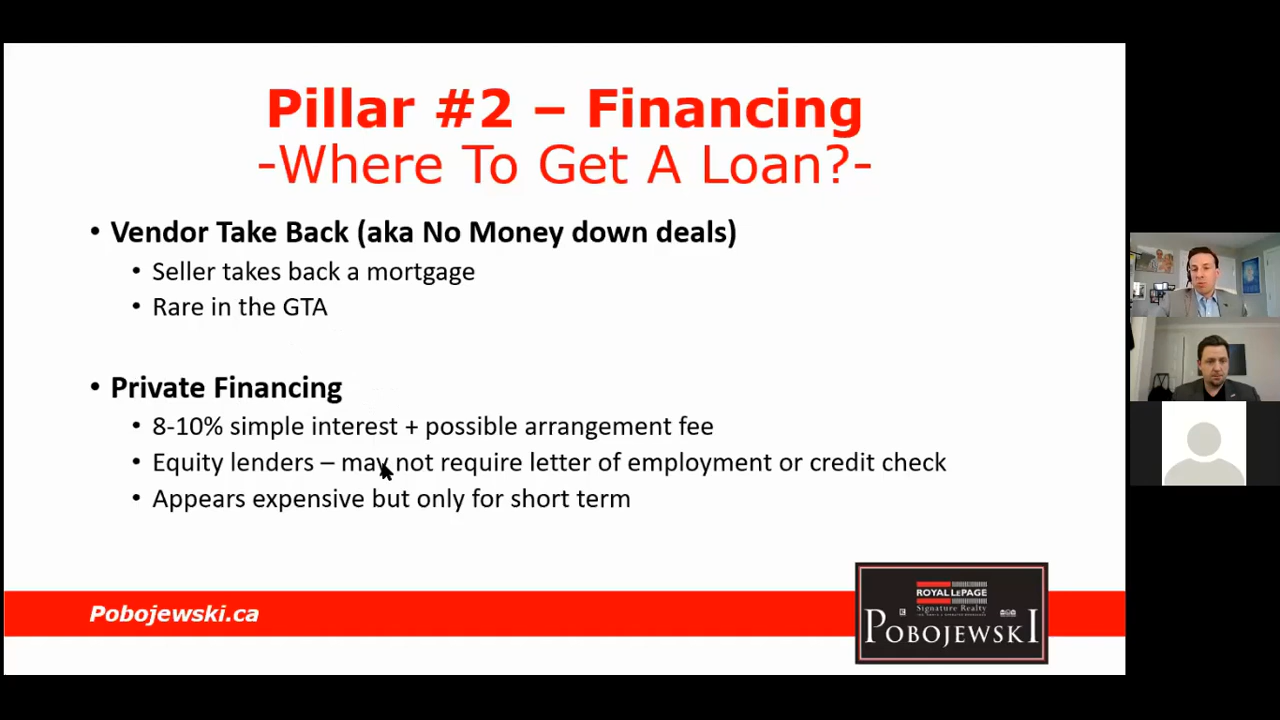 Pillar #2 – Financing
-Where To Get A Loan?-
• Vendor Take Back (aka No Money down deals)
• Seller takes back a mortgage
• Rare in the GTA
• Private Financing
• 8-10% simple interest + possible arrangement fee
• Equity lenders – may not require letter of employment or credit check
• Appears expensive but only for short term
Pobojewski.ca
ROYAL LEPAGE
Signature Realty
POBOJEWSKI